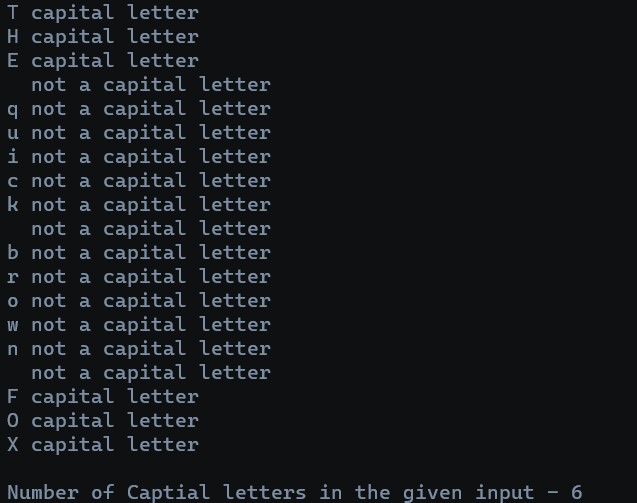 T capital letter
H capital letter
E capital letter
  not a capital letter
q not a capital letter
u not a capital letter
i not a capital letter
c not a capital letter
k not a capital letter
  not a capital letter
b not a capital letter
r not a capital letter
o not a capital letter
w not a capital letter
n not a capital letter
  not a capital letter
F capital letter
O capital letter
X capital letter

Number of Captial letters in the given input - 6